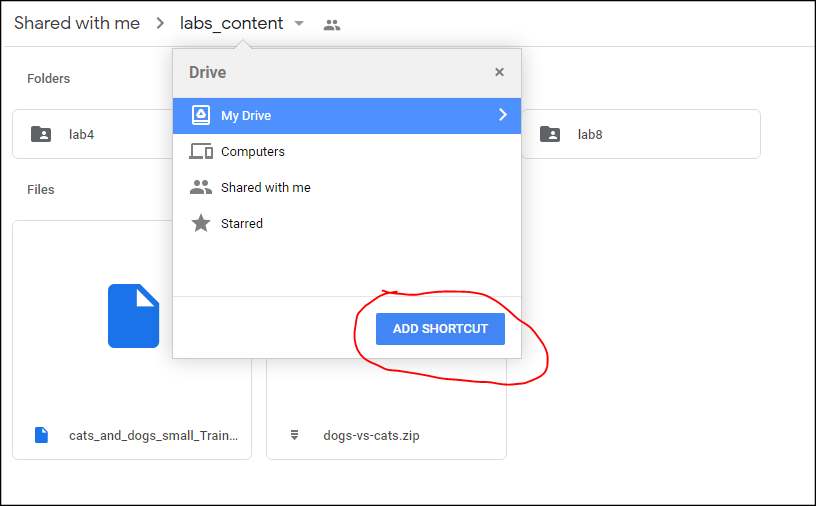 Shared with me > labs_content
Drive
Folders
My Drive
lab4
lab8
Computers
Shared with me
Files
Starred
ADD SHORTCUT
cats_and_dogs_small_Train...
dogs-vs-cats.zip